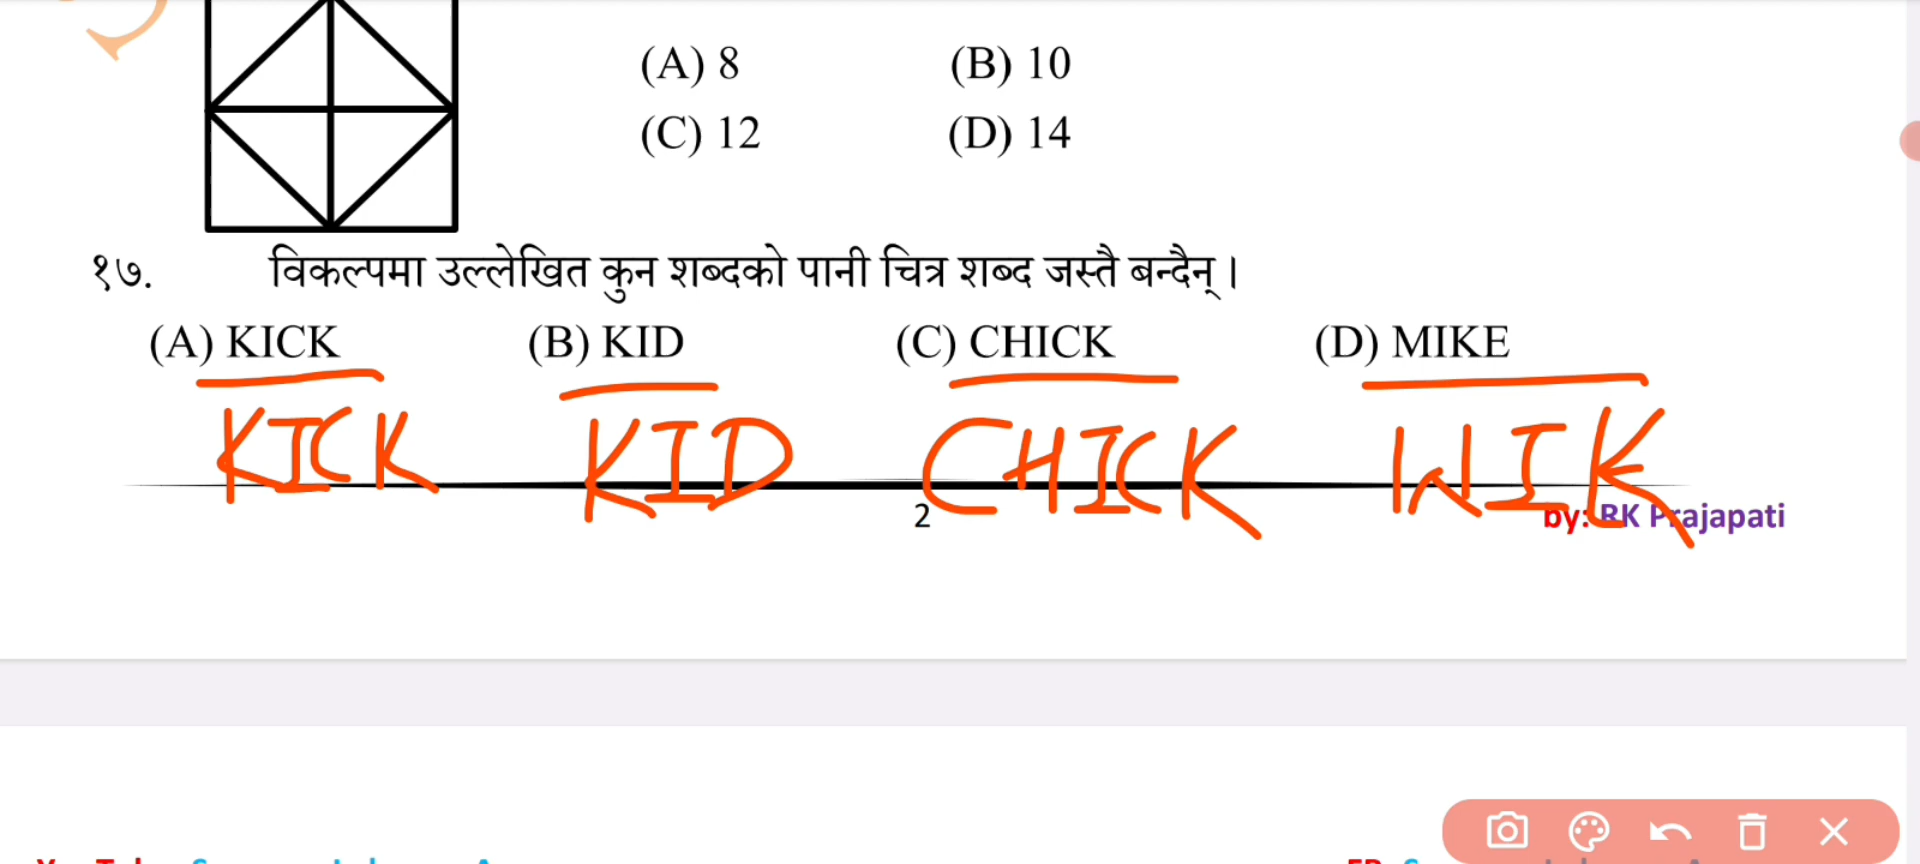 (A) 8 (B) 10
(C) 12 (D) 14
१७. विकल्पमा उल्लेखित कुन शब्दको पानी चित्र शब्द जस्तै बन्दैन् ।
(A) KICK (B) KID (C) CHICK (D) MIKE
KICK KID CHICK WIK
2
by: RK Prajapati